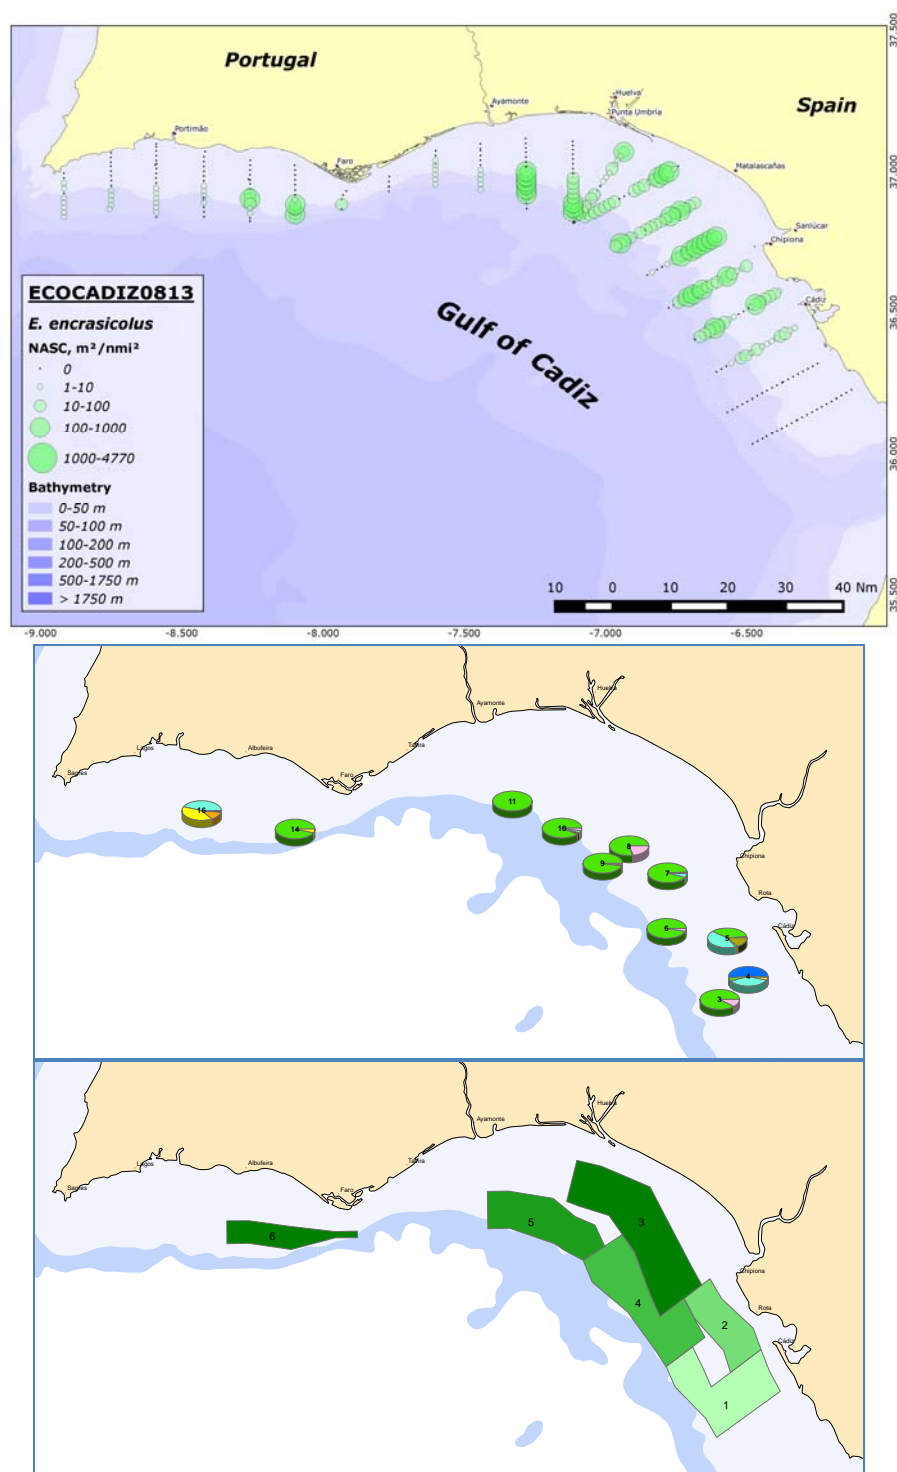 Portugal
Spain
Huelva
Punta Umbría
Ayamonte
Portimão
Faro
Matalascañas
Sanlúcar
Chipiona
Cádiz
Gulf of Cadiz
37.500
37.000
36.500
36.000
35.500
ECOCADIZ0813
E. encrasicolus
NASC, m²/nmi²
0
1-10
10-100
100-1000
1000-4770
Bathymetry
0-50 m
50-100 m
100-200 m
200-500 m
500-1750 m
> 1750 m
10 0 10 20 30 40 Nm
-9.000 -8.500 -8.000 -7.500 -7.000 -6.500
Huelva
Ayamonte
Tavira
Lagos
Albufeira
Sagres
Faro
Chipiona
Rota
Cádiz
16
14
11
10
9
8
7
6
5
4
3
Huelva
Ayamonte
Tavira
Lagos
Albufeira
Sagres
Faro
Chipiona
Rota
Cádiz
6
5
3
4
2
1